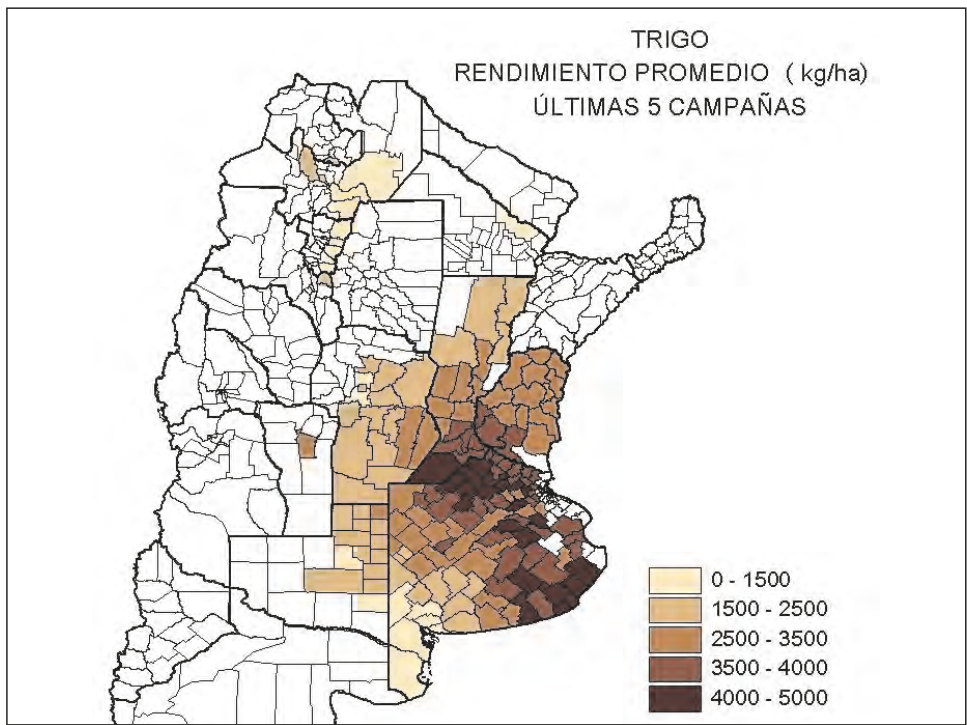 TRIGO
RENDIMIENTO PROMEDIO ( kg/ha)
ÚLTIMAS 5 CAMPAÑAS
0 - 1500
1500 - 2500
2500 - 3500
3500 - 4000
4000 - 5000